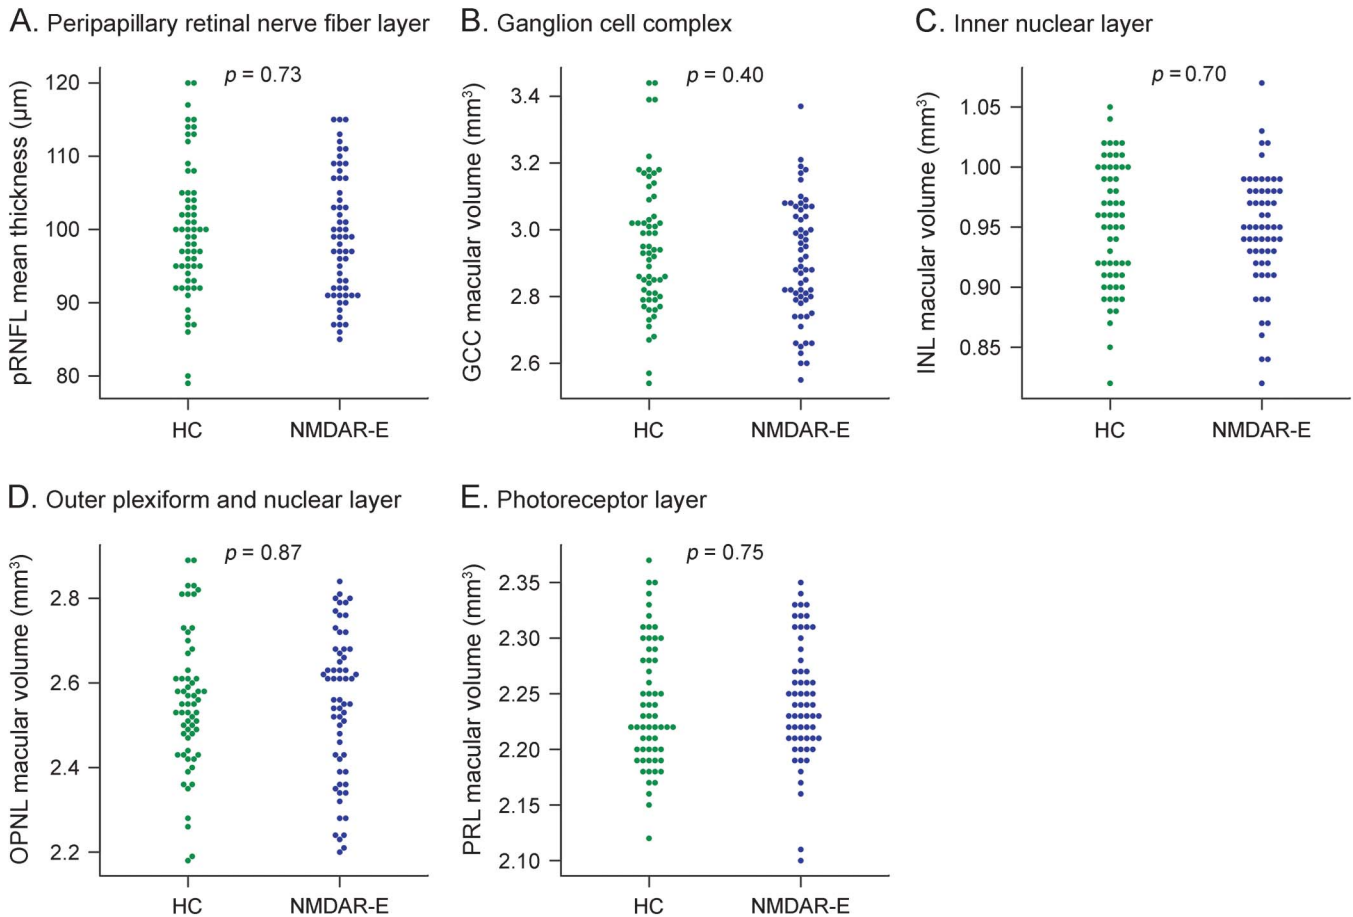 A. Peripapillary retinal nerve fiber layer
p = 0.73
pRNFL mean thickness (µm)
120
110
100
90
80
HC
NMDAR-E
B. Ganglion cell complex
p = 0.40
GCC macular volume (mm³)
3.4
3.2
3.0
2.8
2.6
HC
NMDAR-E
C. Inner nuclear layer
p = 0.70
INL macular volume (mm³)
1.05
1.00
0.95
0.90
0.85
HC
NMDAR-E
D. Outer plexiform and nuclear layer
p = 0.87
OPNL macular volume (mm³)
2.8
2.6
2.4
2.2
HC
NMDAR-E
E. Photoreceptor layer
p = 0.75
PRL macular volume (mm³)
2.35
2.30
2.25
2.20
2.15
2.10
HC
NMDAR-E